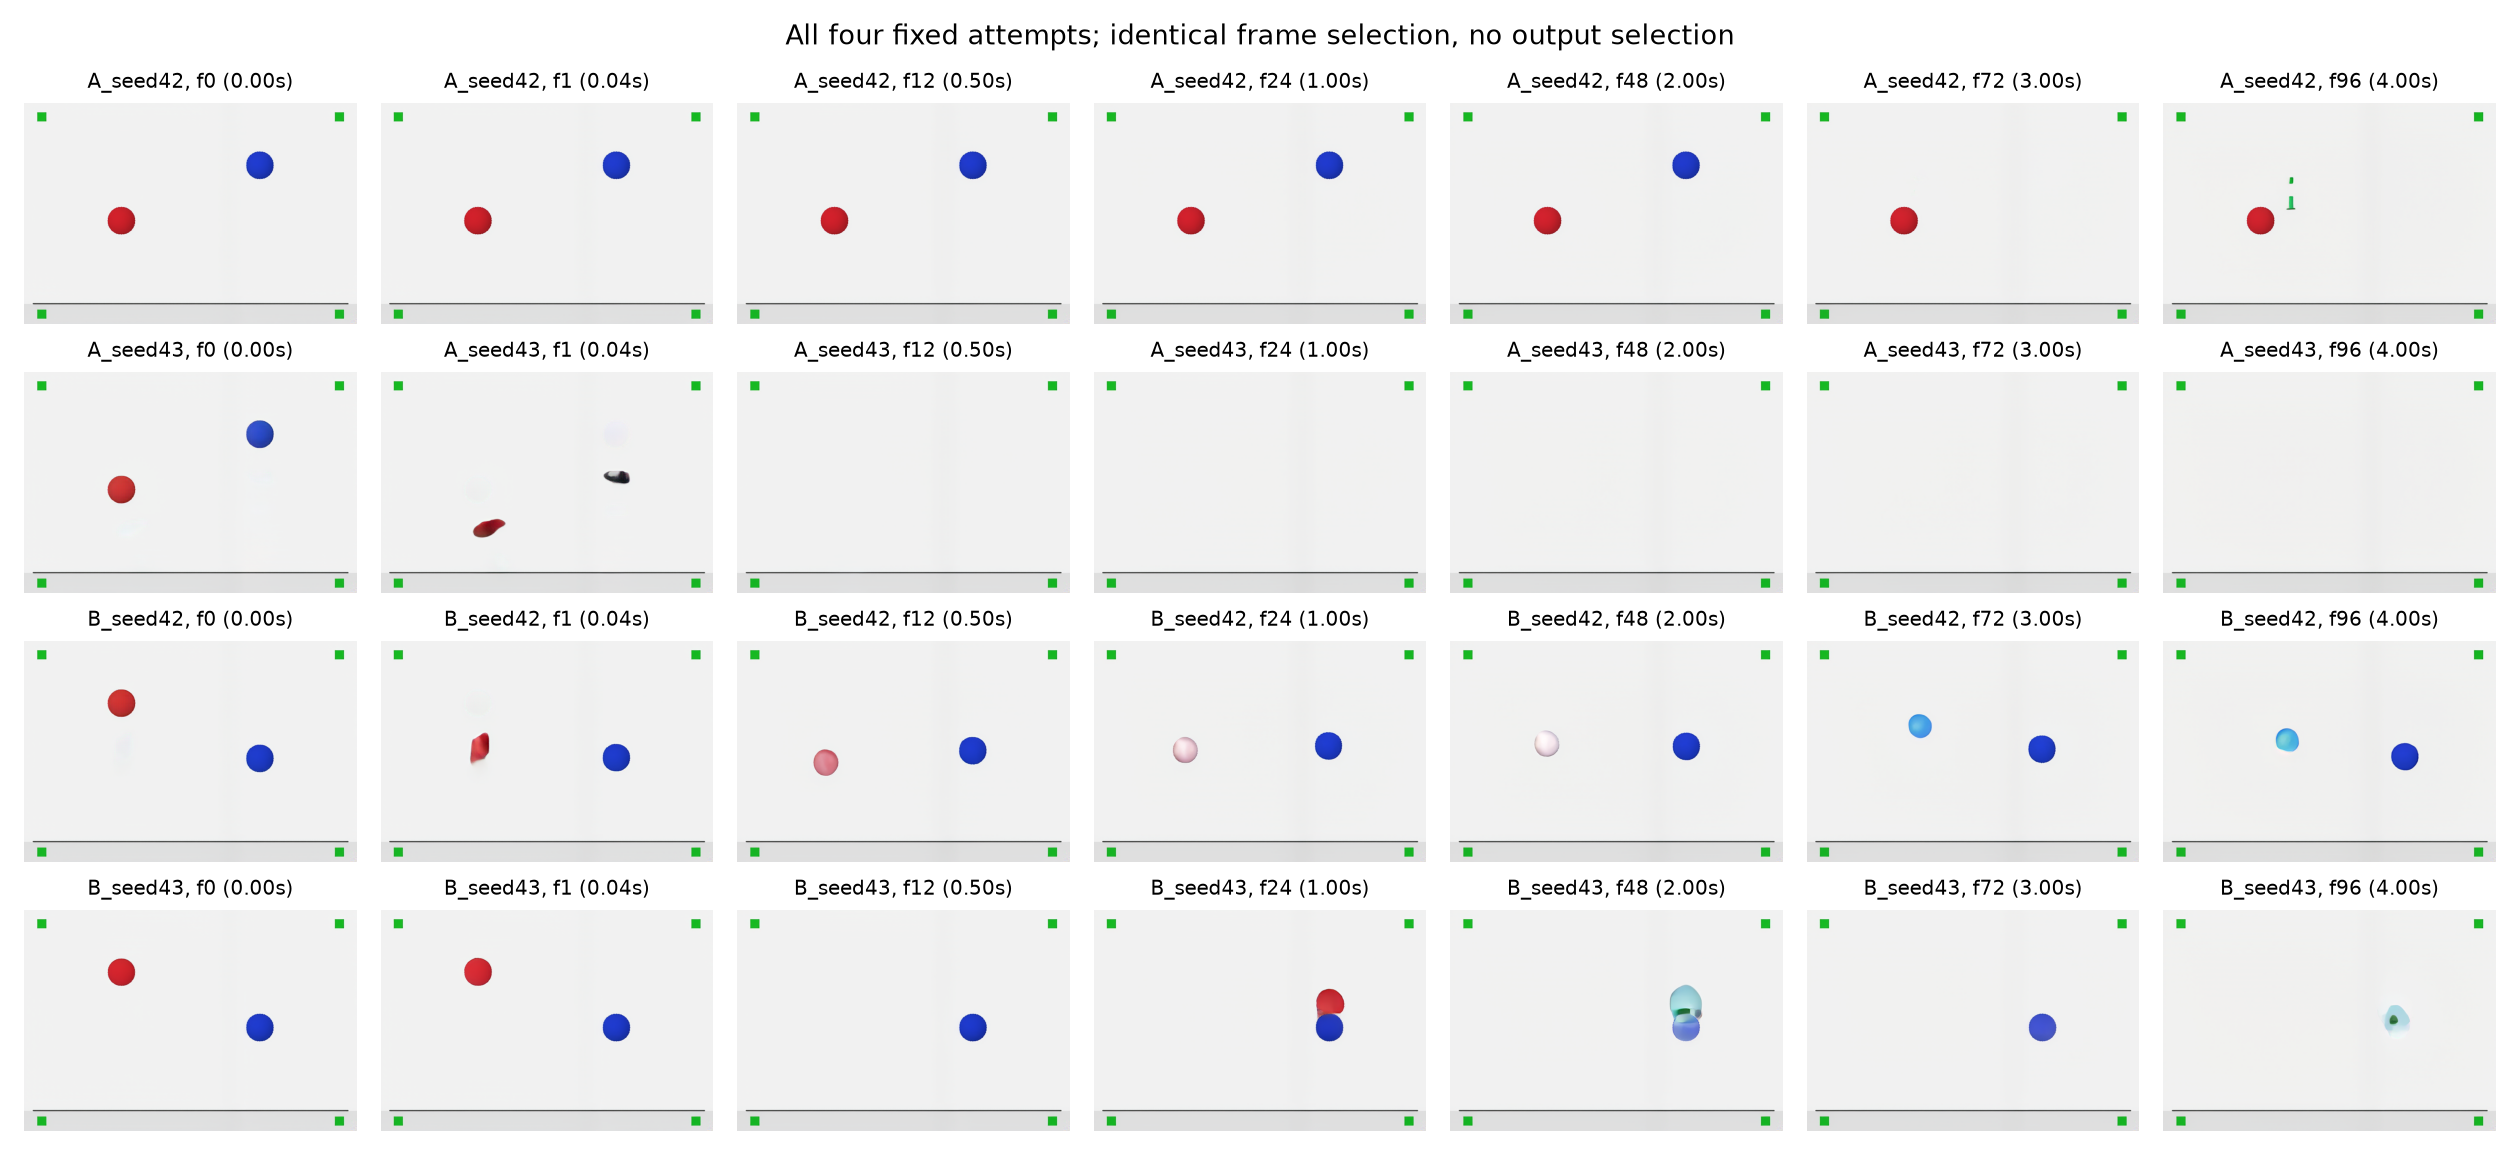 All four fixed attempts; identical frame selection, no output selection
A_seed42, f0 (0.00s)
A_seed42, f1 (0.04s)
A_seed42, f12 (0.50s)
A_seed42, f24 (1.00s)
A_seed42, f48 (2.00s)
A_seed42, f72 (3.00s)
A_seed42, f96 (4.00s)
i
A_seed43, f0 (0.00s)
A_seed43, f1 (0.04s)
A_seed43, f12 (0.50s)
A_seed43, f24 (1.00s)
A_seed43, f48 (2.00s)
A_seed43, f72 (3.00s)
A_seed43, f96 (4.00s)
B_seed42, f0 (0.00s)
B_seed42, f1 (0.04s)
B_seed42, f12 (0.50s)
B_seed42, f24 (1.00s)
B_seed42, f48 (2.00s)
B_seed42, f72 (3.00s)
B_seed42, f96 (4.00s)
B_seed43, f0 (0.00s)
B_seed43, f1 (0.04s)
B_seed43, f12 (0.50s)
B_seed43, f24 (1.00s)
B_seed43, f48 (2.00s)
B_seed43, f72 (3.00s)
B_seed43, f96 (4.00s)